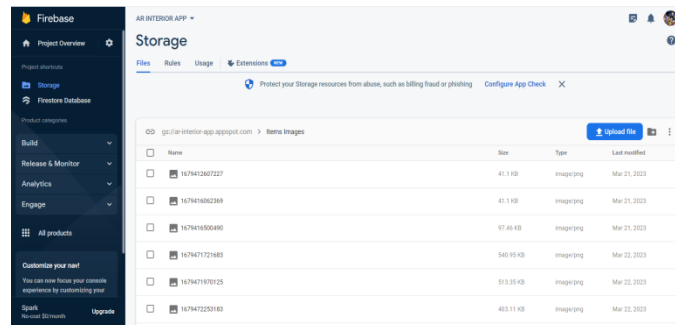 Firebase
Project Overview
Project shortcuts
Storage
Firestore Database
Product categories
Build
Release & Monitor
Analytics
Engage
All products
Customize your nav!
You can now focus your console
experience by customizing your
Spark
No-cost $0/month
Upgrade
AR INTERIOR APP
Storage
Files Rules Usage Extensions NEW
Protect your Storage resources from abuse, such as billing fraud or phishing Configure App Check
gs://ar-interior-app.appspot.com > Items Images
Upload file
Name Size Type Last modified
1679412607227 41.1 KB image/png Mar 21, 2023
1679416062369 41.1 KB image/png Mar 21, 2023
1679416500490 97.46 KB image/png Mar 21, 2023
1679471721683 540.95 KB image/png Mar 22, 2023
1679471970125 513.35 KB image/png Mar 22, 2023
1679472253183 403.11 KB image/png Mar 22, 2023